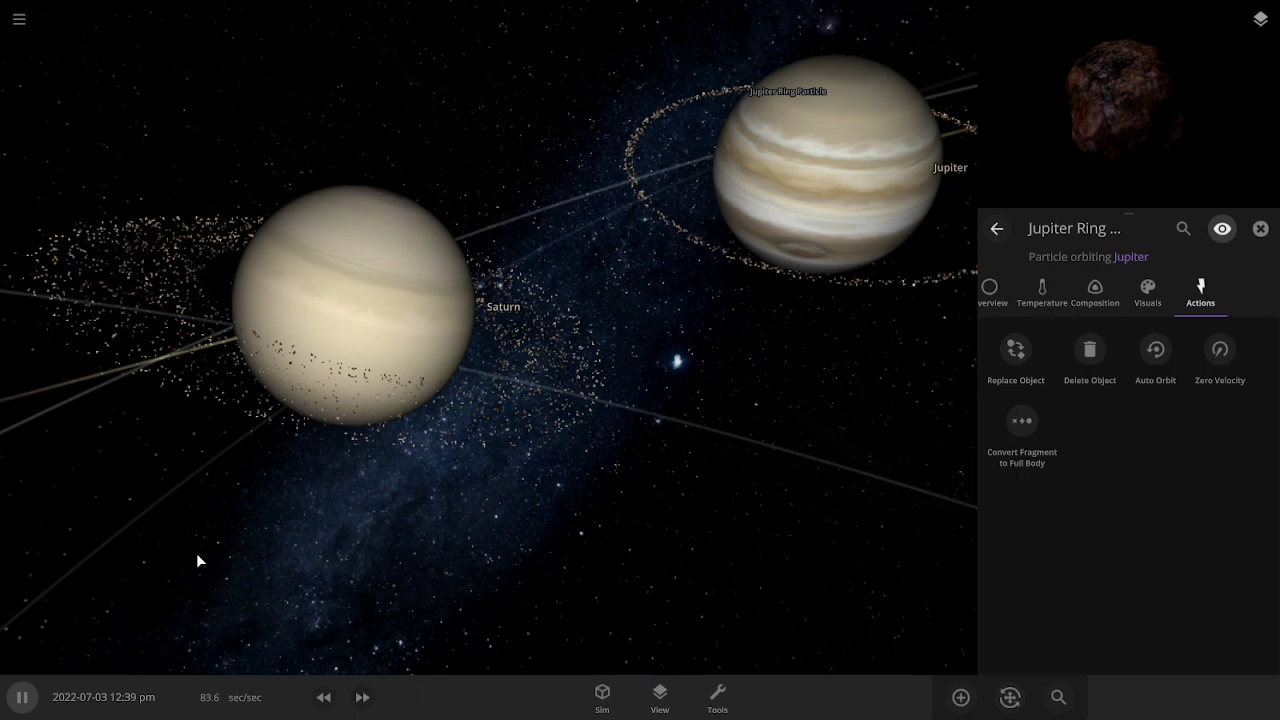 Jupiter Ring Particle
Jupiter
Saturn
Jupiter Ring ...
Particle orbiting Jupiter
verview
Temperature
Composition
Visuals
Actions
Replace Object
Delete Object
Auto Orbit
Zero Velocity
Convert Fragment
to Full Body
2022-07-03 12:39 pm
83.6 sec/sec
Sim
View
Tools